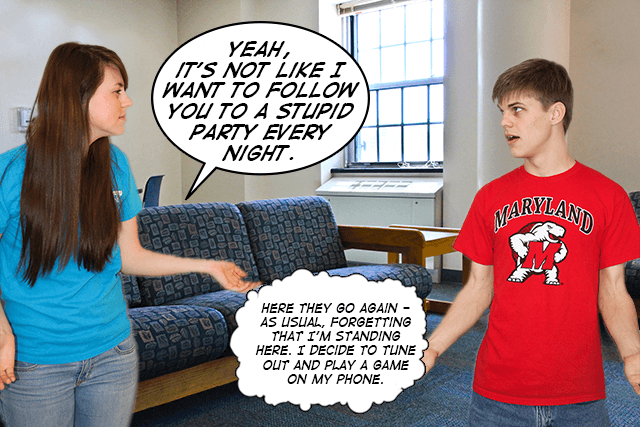 YEAH,
IT'S NOT LIKE I
WANT TO FOLLOW
YOU TO A STUPID
PARTY EVERY
NIGHT.
MARYLAND
M
HERE THEY GO AGAIN –
AS USUAL, FORGETTING
THAT I'M STANDING
HERE. I DECIDE TO TUNE
OUT AND PLAY A GAME
ON MY PHONE.